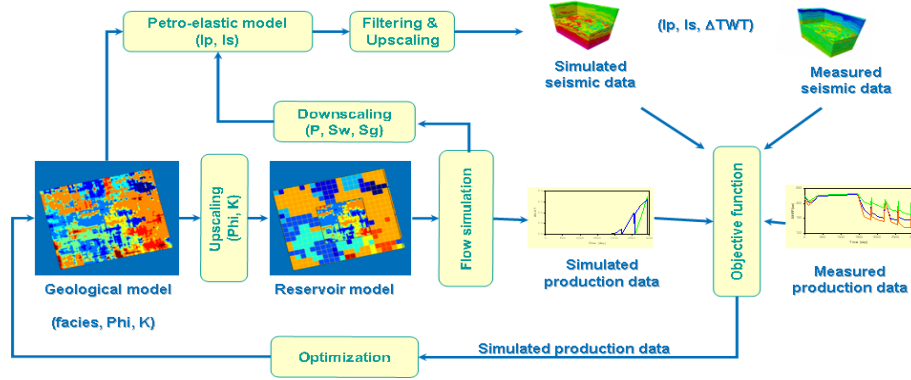 Petro-elastic model
(Ip, Is)
Filtering &
Upscaling
(Ip, Is, ΔTWT)
Simulated
seismic data
Measured
seismic data
Downscaling
(P, Sw, Sg)
Upscaling
(Phi, K)
Flow simulation
Objective function
Geological model
(facies, Phi, K)
Reservoir model
Simulated
production data
Measured
production data
Optimization
Simulated production data